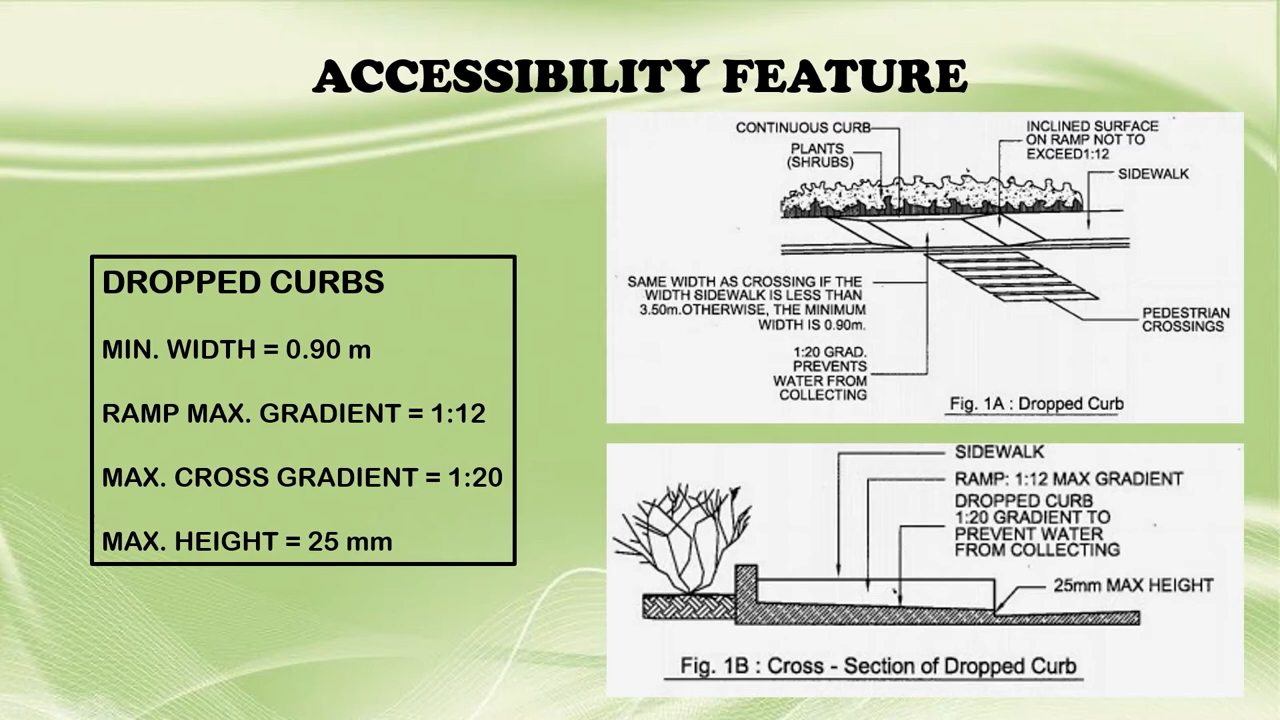 ACCESSIBILITY FEATURE
DROPPED CURBS
MIN. WIDTH = 0.90 m
RAMP MAX. GRADIENT = 1:12
MAX. CROSS GRADIENT = 1:20
MAX. HEIGHT = 25 mm
CONTINUOUS CURB
PLANTS
(SHRUBS)
INCLINED SURFACE
ON RAMP NOT TO
EXCEED1:12
SIDEWALK
SAME WIDTH AS CROSSING IF THE
WIDTH SIDEWALK IS LESS THAN
3.50m.OTHERWISE, THE MINIMUM
WIDTH IS 0.90m.
PEDESTRIAN
CROSSINGS
1:20 GRAD.
PREVENTS
WATER FROM
COLLECTING
Fig. 1A : Dropped Curb
SIDEWALK
RAMP: 1:12 MAX GRADIENT
DROPPED CURB
1:20 GRADIENT TO
PREVENT WATER
FROM COLLECTING
25mm MAX HEIGHT
Fig. 1B : Cross - Section of Dropped Curb